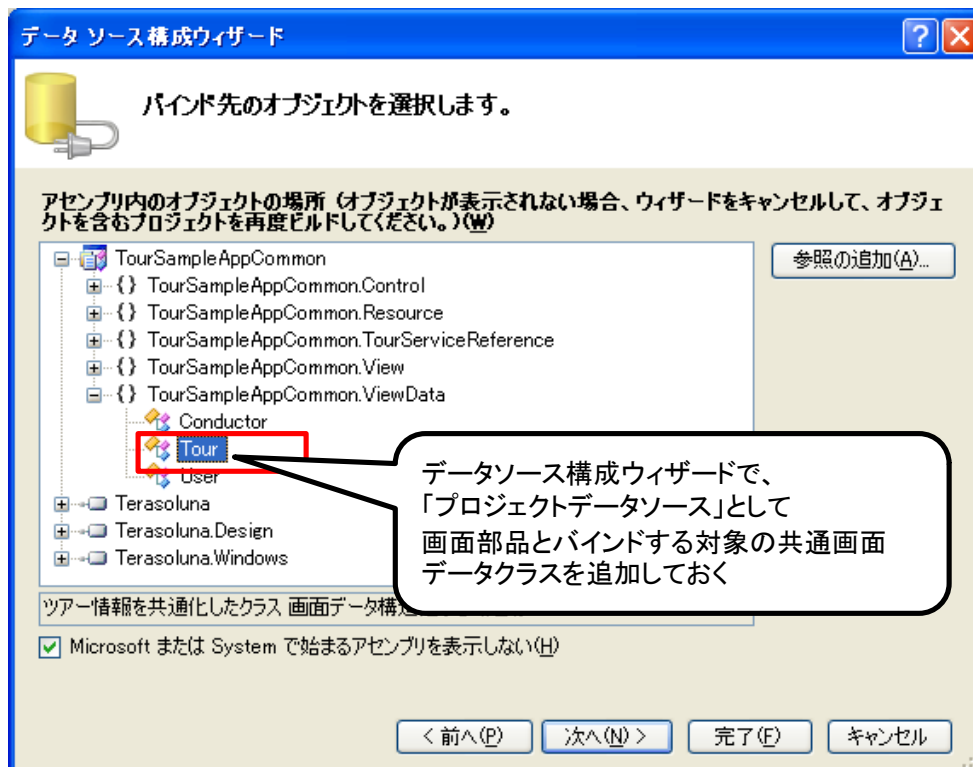 データ ソース構成ウィザード
バインド先のオブジェクトを選択します。
アセンブリ内のオブジェクトの場所 (オブジェクトが表示されない場合、ウィザードをキャンセルして、オブジェ
クトを含むプロジェクトを再度ビルドしてください。)(W)
TourSampleAppCommon
参照の追加(A)...
{} TourSampleAppCommon.Control
{} TourSampleAppCommon.Resource
{} TourSampleAppCommon.TourServiceReference
{} TourSampleAppCommon.View
{} TourSampleAppCommon.ViewData
Conductor
Tour
User
Terasoluna
Terasoluna.Design
Terasoluna.Windows
データソース構成ウィザードで、
「プロジェクトデータソース」として
画面部品とバインドする対象の共通画面
データクラスを追加しておく
ツアー情報を共通化したクラス 画面データ構
Microsoft または System で始まるアセンブリを表示しない(H)
< 前へ(P)
次へ(N) >
完了(F)
キャンセル